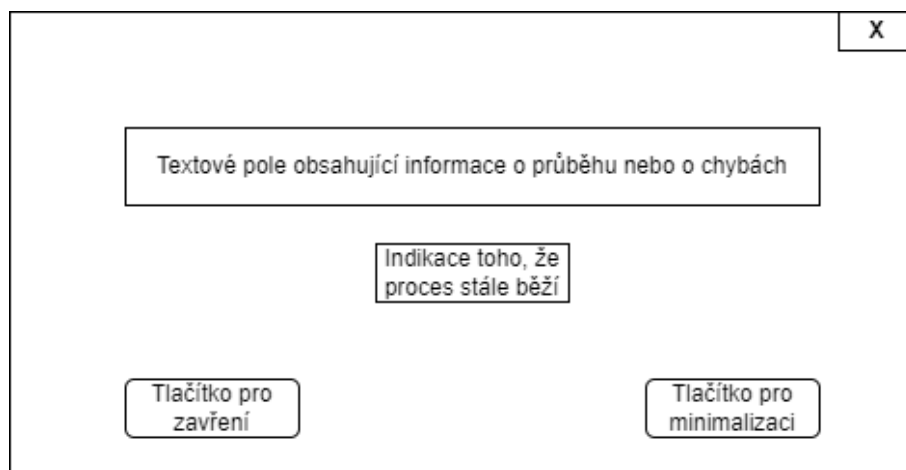 X
Textové pole obsahující informace o průběhu nebo o chybách
Indikace toho, že
proces stále běží
Tlačítko pro
zavření
Tlačítko pro
minimalizaci